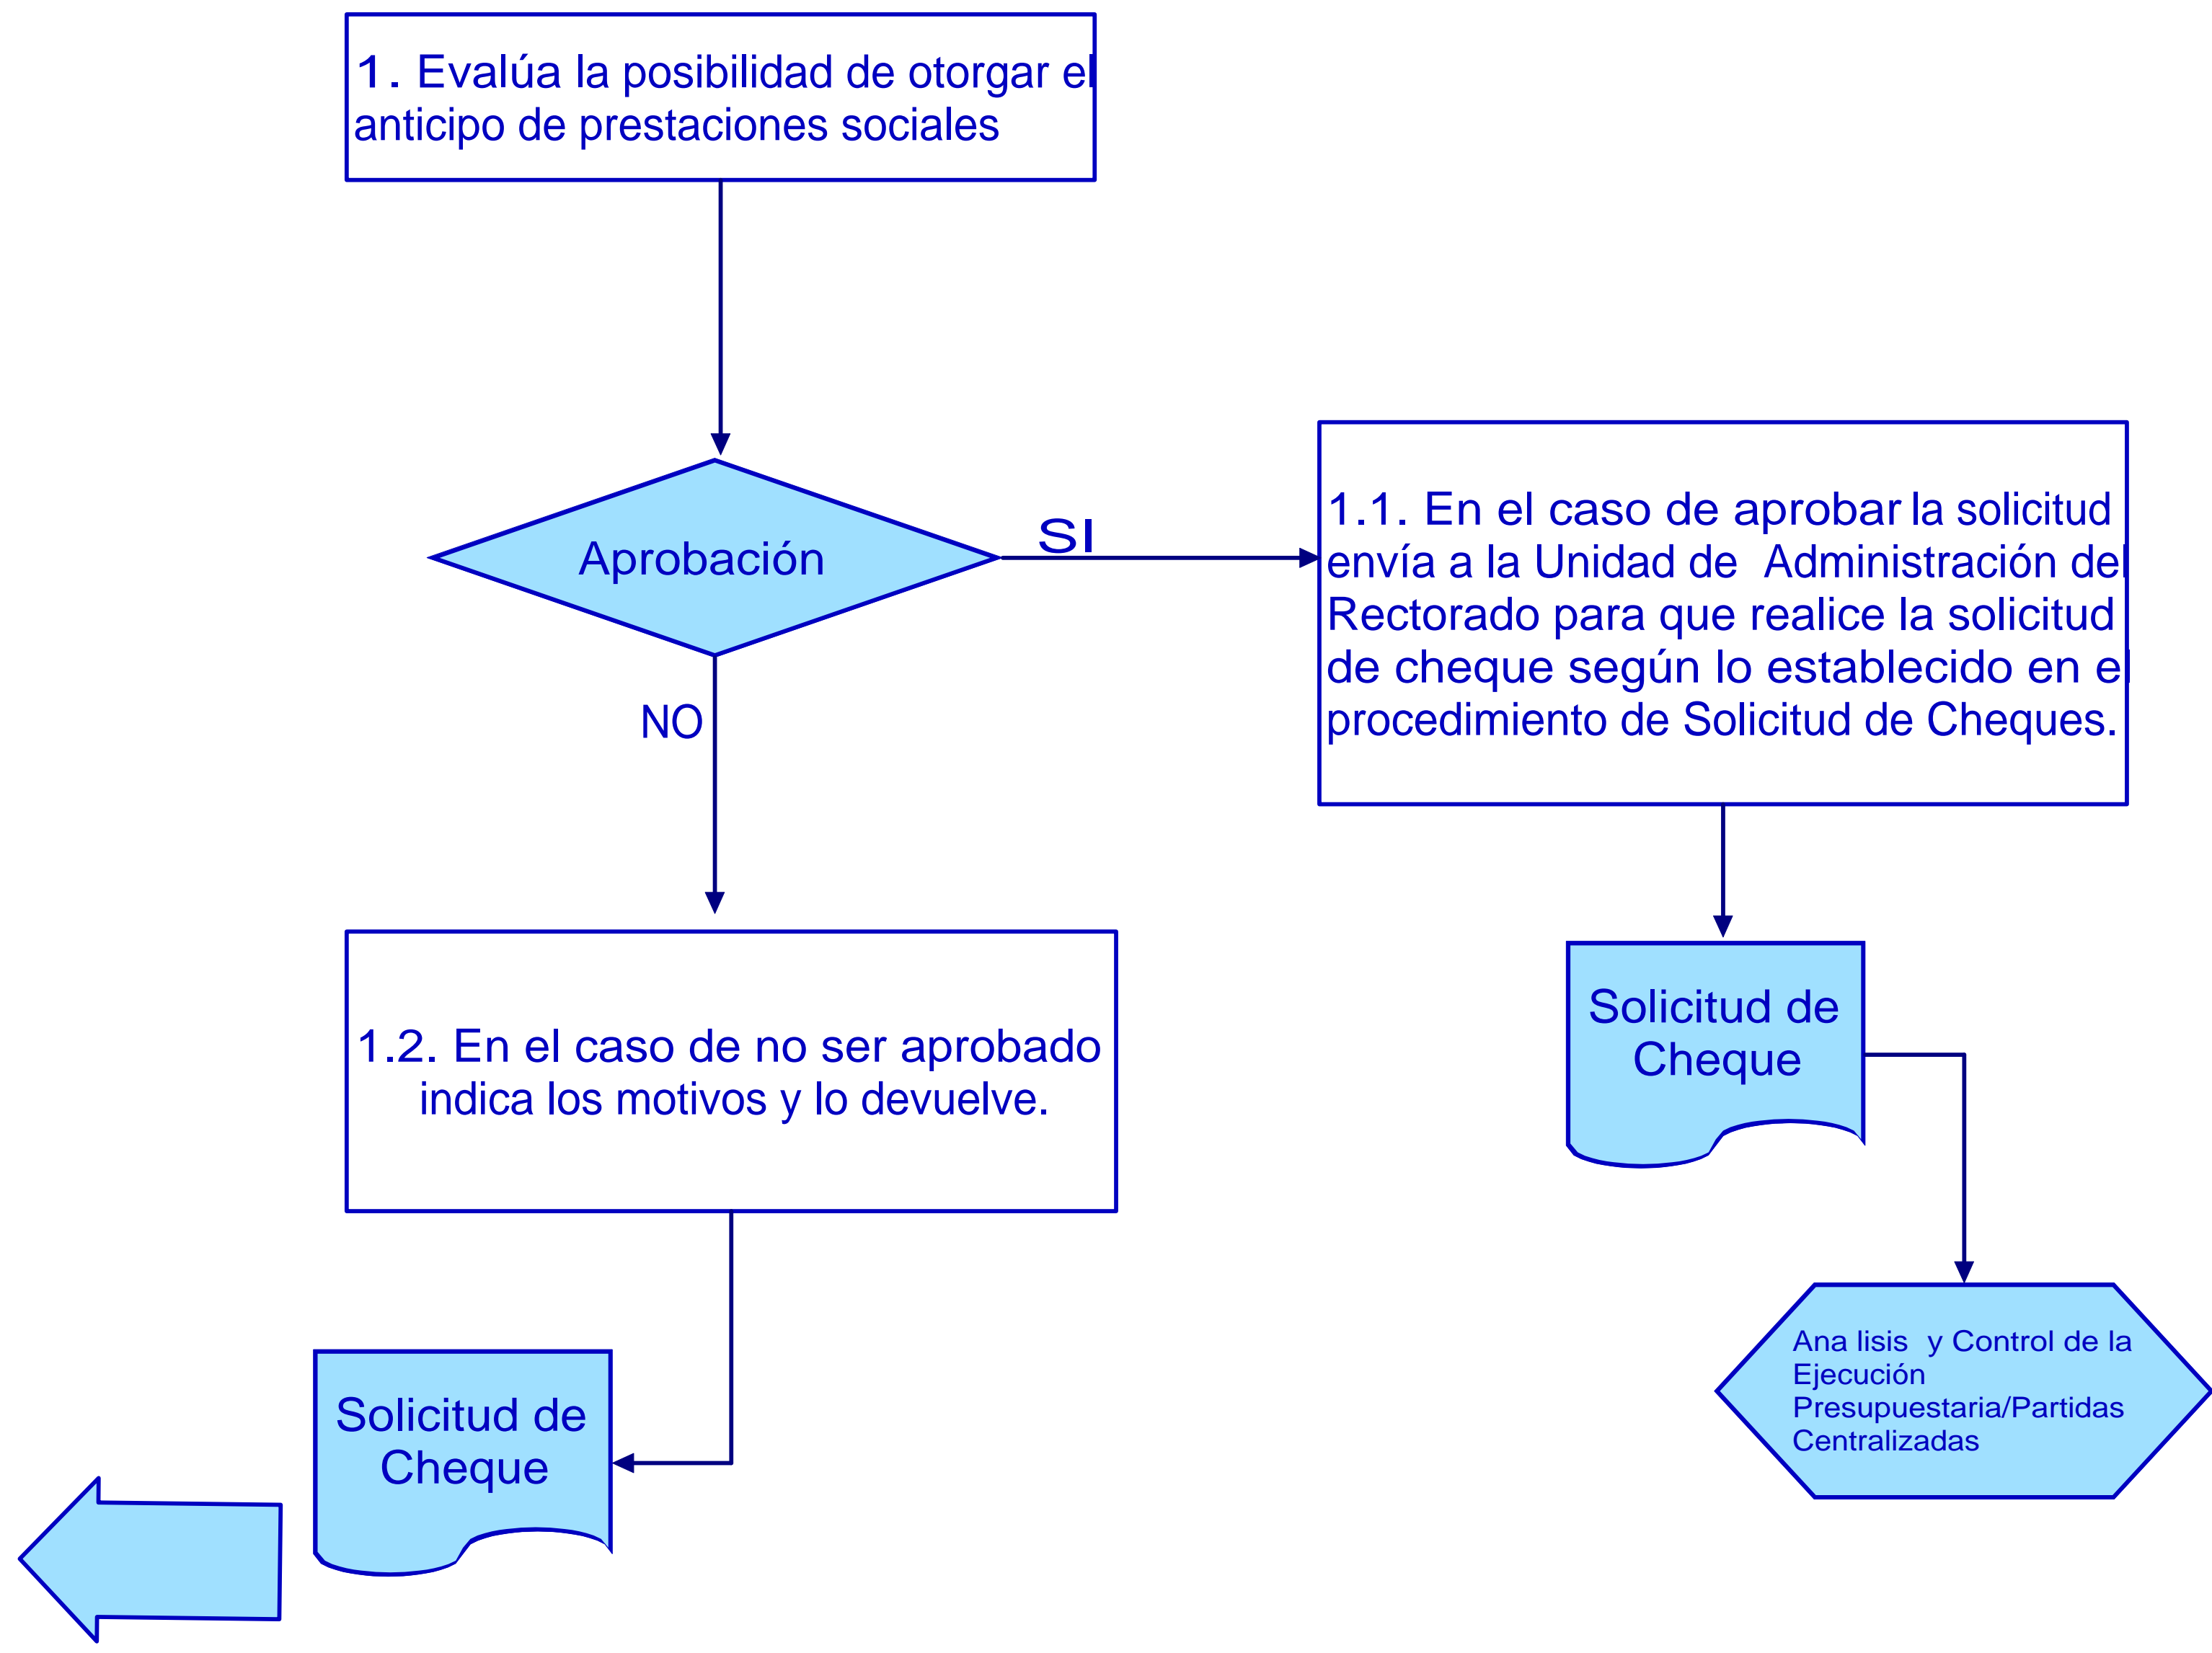 1. Evalúa la posibilidad de otorgar el
anticipo de prestaciones sociales
Aprobación
SI
1.1. En el caso de aprobar la solicitud
envía a la Unidad de Administración del
Rectorado para que realice la solicitud
de cheque según lo establecido en el
procedimiento de Solicitud de Cheques.
NO
1.2. En el caso de no ser aprobado
indica los motivos y lo devuelve.
Solicitud de
Cheque
Ana lisis y Control de la
Ejecución
Presupuestaria/Partidas
Centralizadas
Solicitud de
Cheque